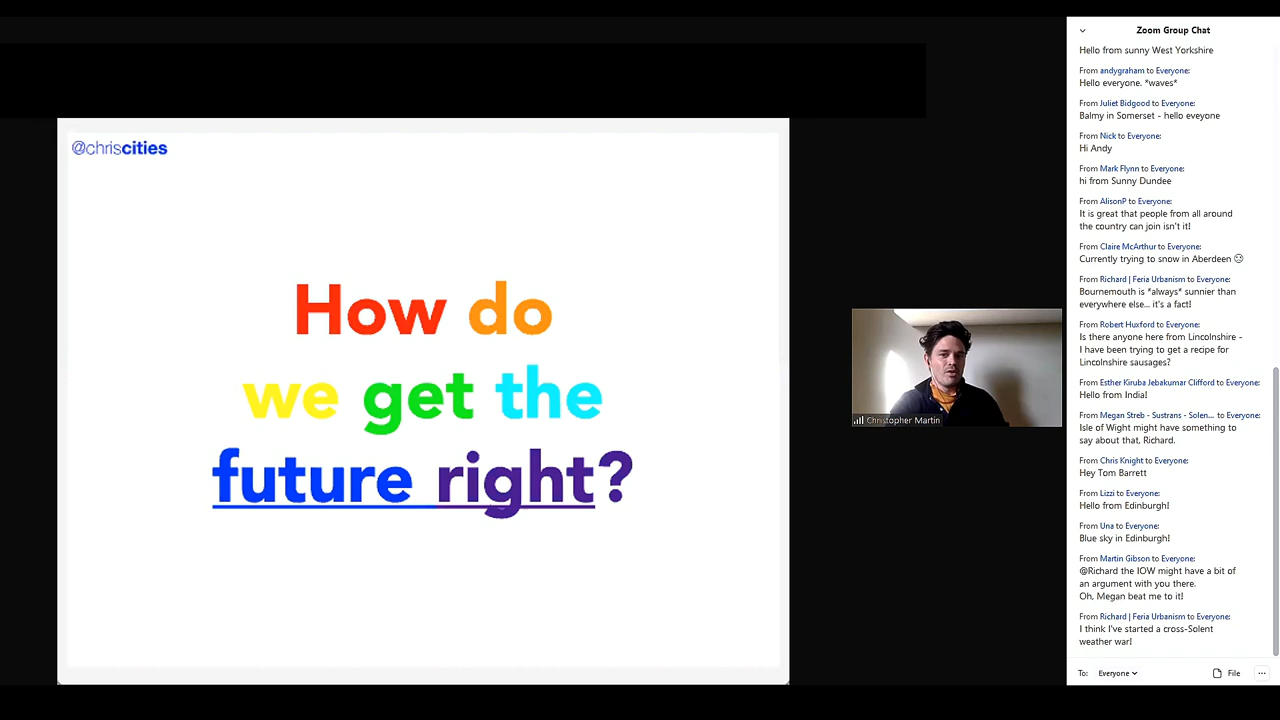 @chriscities
How do
we get the
future right?
Christopher Martin
Zoom Group Chat
Hello from sunny West Yorkshire
From andygraham to Everyone:
Hello everyone. *waves*
From Juliet Bidgood to Everyone:
Balmy in Somerset - hello eveyone
From Nick to Everyone:
Hi Andy
From Mark Flynn to Everyone:
hi from Sunny Dundee
From AlisonP to Everyone:
It is great that people from all around
the country can join isn't it!
From Claire McArthur to Everyone:
Currently trying to snow in Aberdeen
From Richard | Feria Urbanism to Everyone:
Bournemouth is *always* sunnier than
everywhere else... it's a fact!
From Robert Huxford to Everyone:
Is there anyone here from Lincolnshire -
I have been trying to get a recipe for
Lincolnshire sausages?
From Esther Kiruba Jebakumar Clifford to Everyone:
Hello from India!
From Megan Streb - Sustrans - Solen... to Everyone:
Isle of Wight might have something to
say about that, Richard.
From Chris Knight to Everyone:
Hey Tom Barrett
From Lizzi to Everyone:
Hello from Edinburgh!
From Una to Everyone:
Blue sky in Edinburgh!
From Martin Gibson to Everyone:
@Richard the IOW might have a bit of
an argument with you there.
Oh, Megan beat me to it!
From Richard | Feria Urbanism to Everyone:
I think I've started a cross-Solent
weather war!
To: Everyone File